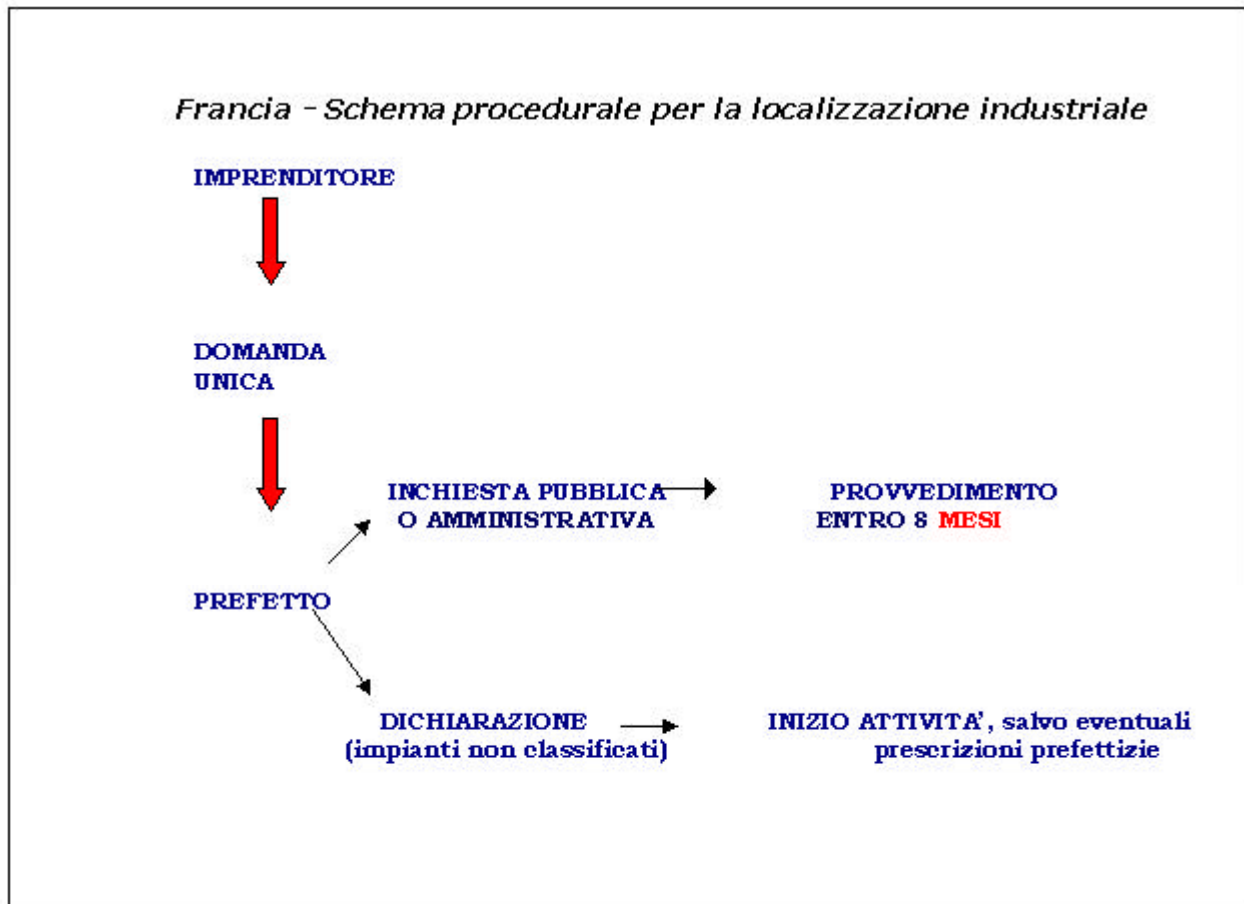 Francia – Schema procedurale per la localizzazione industriale
IMPRENDITORE
DOMANDA
UNICA
INCHIESTA PUBBLICA
O AMMINISTRATIVA
PROVVEDIMENTO
ENTRO 8 MESI
PREFETTO
DICHIARAZIONE
(impianti non classificati)
INIZIO ATTIVITA’, salvo eventuali
prescrizioni prefettizie